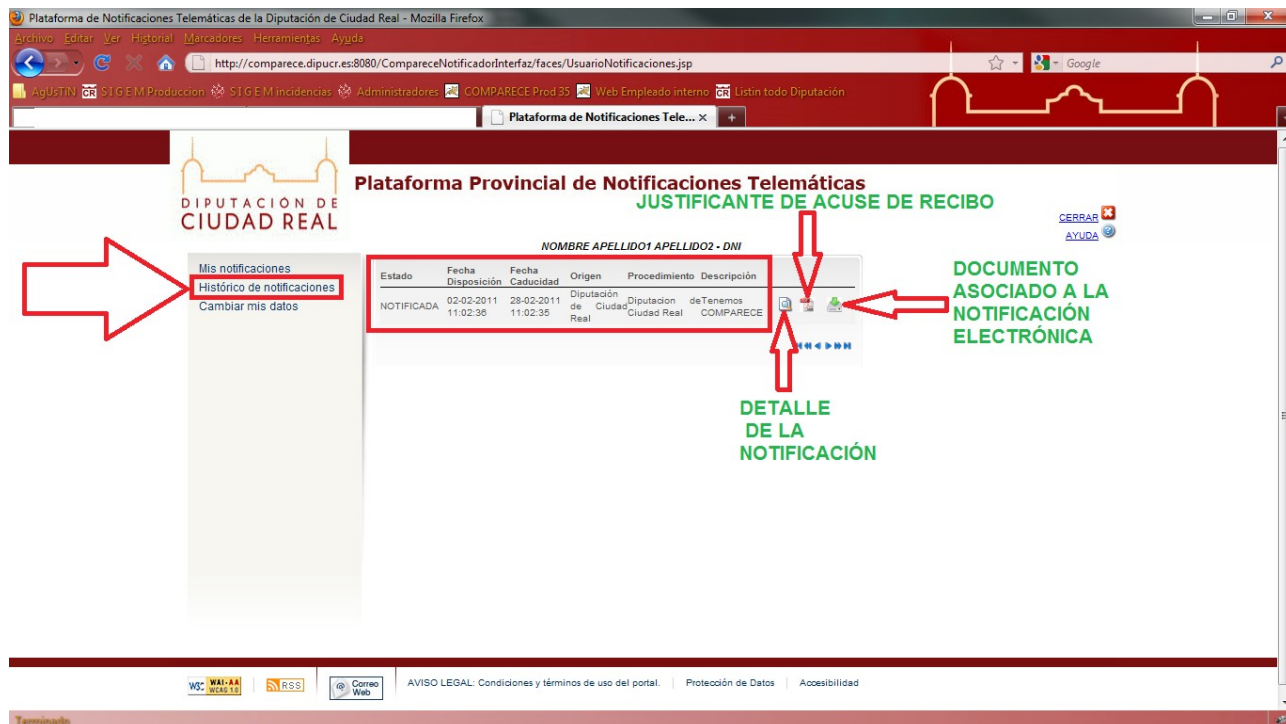 Plataforma de Notificaciones Telemáticas de la Diputación de Ciudad Real - Mozilla Firefox
Archivo Editar Ver Historial Marcadores Herramientas Ayuda
http://comparece.dipucr.es:8080/CompareceNotificadorInterfaz/faces/UsuarioNotificaciones.jsp
Google
AgUsTiN S I G E M Produccion S I G E M incidencias Administradores COMPARECE Prod 35 Web Empleado interno CR Listin todo Diputación
Plataforma de Notificaciones Tele...
DIPUTACIÓN DE
CIUDAD REAL
Plataforma Provincial de Notificaciones Telemáticas
JUSTIFICANTE DE ACUSE DE RECIBO
CERRAR
AYUDA
NOMBRE APELLIDO1 APELLIDO2 - DNI
Mis notificaciones
Histórico de notificaciones
Cambiar mis datos
Estado Fecha Disposición Fecha Caducidad Origen Procedimiento Descripción
NOTIFICADA 02-02-2011 11:02:36 28-02-2011 11:02:35 Diputación de Ciudad Real Diputacion de Ciudad Real Tenemos COMPARECE
DOCUMENTO
ASOCIADO A LA
NOTIFICACIÓN
ELECTRÓNICA
DETALLE
DE LA
NOTIFICACIÓN
W3C WAI-AA WCAG 1.0 RSS Correo Web AVISO LEGAL: Condiciones y términos de uso del portal. Protección de Datos Accesibilidad
Terminado